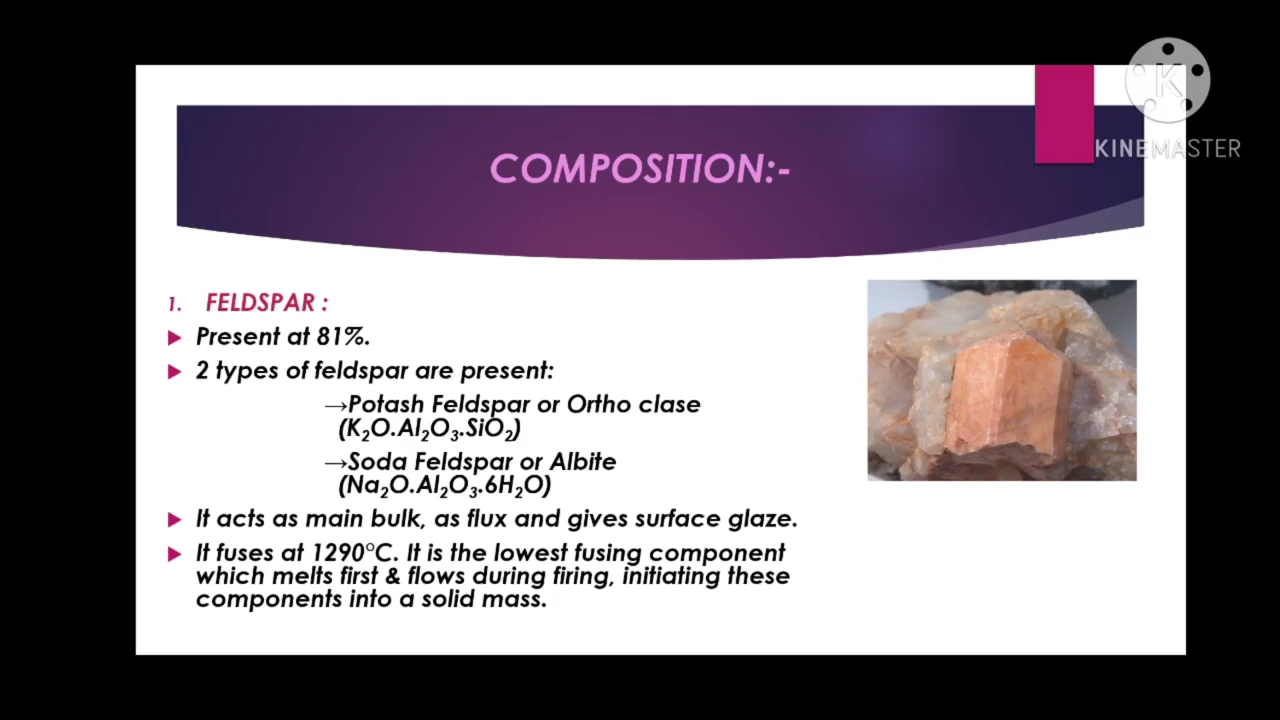 COMPOSITION:-
KINEMASTER
1. FELDSPAR :
Present at 81%.
2 types of feldspar are present:
→Potash Feldspar or Ortho clase
(K₂O.Al₂O₃.SiO₂)
→Soda Feldspar or Albite
(Na₂O.Al₂O₃.6H₂O)
It acts as main bulk, as flux and gives surface glaze.
It fuses at 1290°C. It is the lowest fusing component
which melts first & flows during firing, initiating these
components into a solid mass.